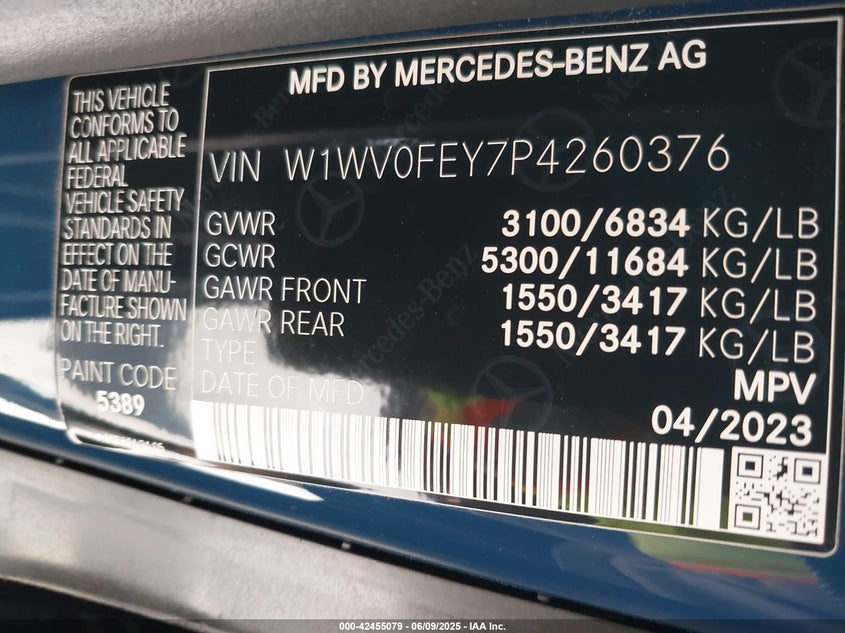 MFD BY MERCEDES-BENZ AG
THIS VEHICLE
CONFORMS TO
ALL APPLICABLE
FEDERAL
VEHICLE SAFETY
STANDARDS IN
EFFECT ON THE
DATE OF MANU-
FACTURE SHOWN
ON THE RIGHT.
PAINT CODE
5389
VIN W1WV0FEY7P4260376
GVWR 3100/6834 KG/LB
GCWR 5300/11684 KG/LB
GAWR FRONT 1550/3417 KG/LB
GAWR REAR 1550/3417 KG/LB
TYPE MPV
DATE OF MFD 04/2023
Mercedes-Benz
000-42455079 - 06/09/2025 - IAA Inc.